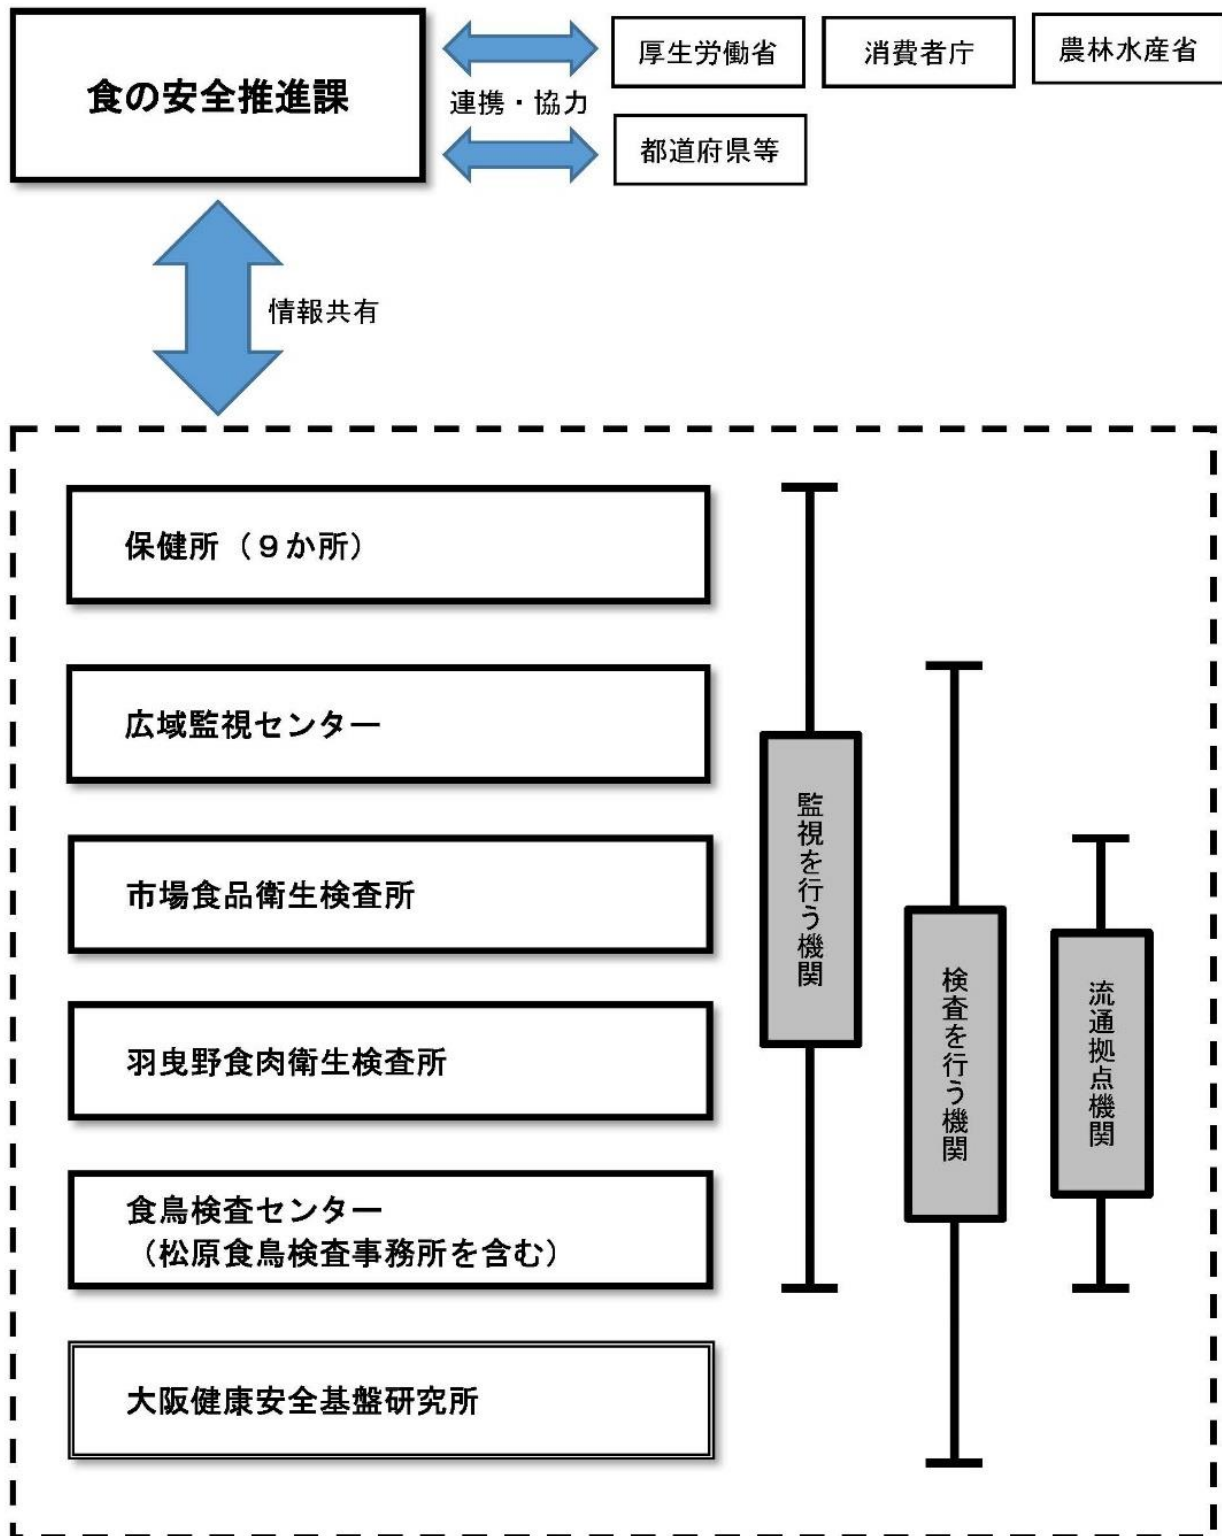 食の安全推進課
連携・協力
厚生労働省
消費者庁
農林水産省
都道府県等
情報共有
保健所（９か所）
広域監視センター
市場食品衛生検査所
羽曳野食肉衛生検査所
食鳥検査センター
（松原食鳥検査事務所を含む）
大阪健康安全基盤研究所
監視を行う機関
検査を行う機関
流通拠点機関